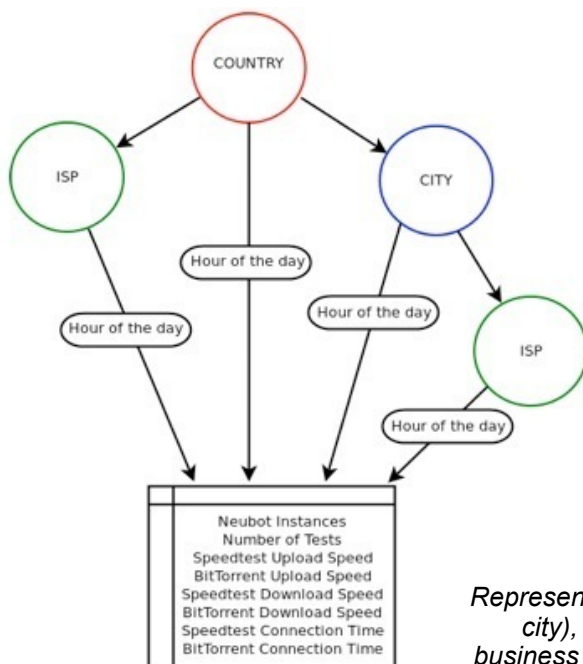 COUNTRY
ISP
CITY
Hour of the day
Hour of the day
Hour of the day
ISP
Hour of the day
Neubot Instances
Number of Tests
Speedtest Upload Speed
BitTorrent Upload Speed
Speedtest Download Speed
BitTorrent Download Speed
Speedtest Connection Time
BitTorrent Connection Time
city),
business